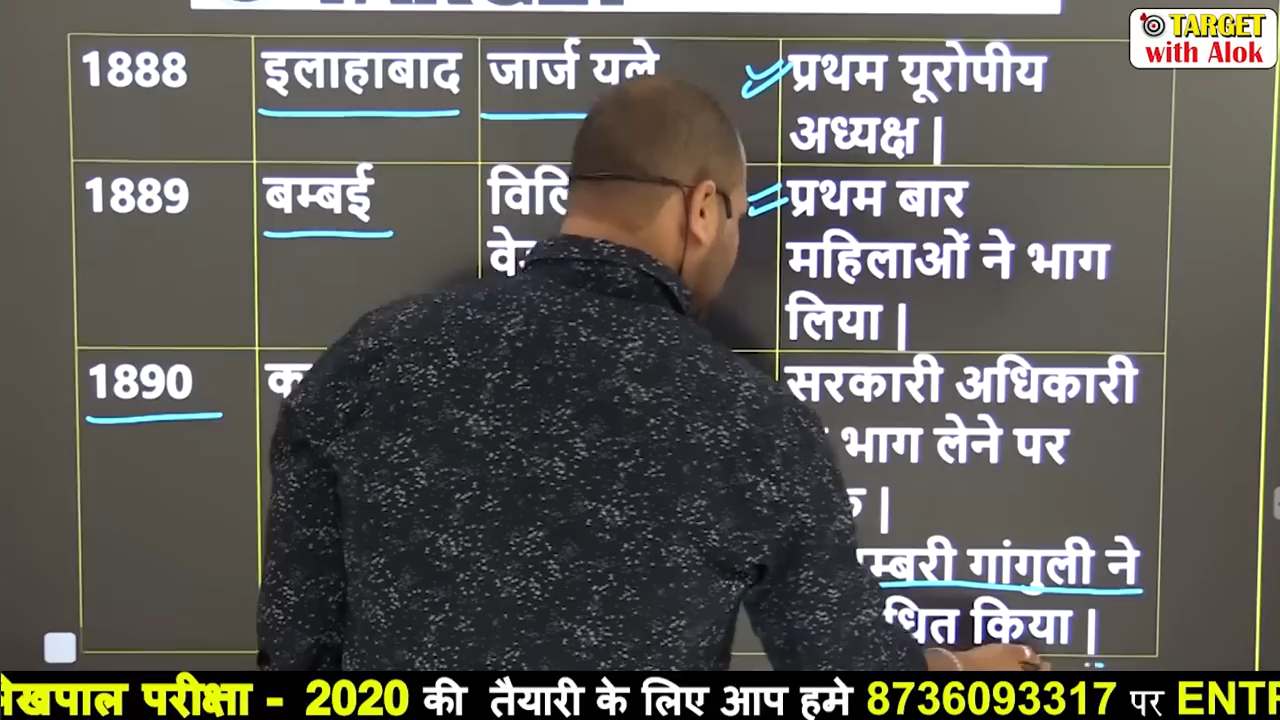 TARGET
with Alok
1888 इलाहाबाद जार्ज यूले प्रथम यूरोपीय
अध्यक्ष |
1889 बम्बई प्रथम बार
महिलाओं ने भाग
लिया |
1890 सरकारी अधिकारी
भाग लेने पर
म्बरी गांगुली ने
धित किया |
परीक्षा - 2020 की तैयारी के लिए आप हमे 8736093317 पर